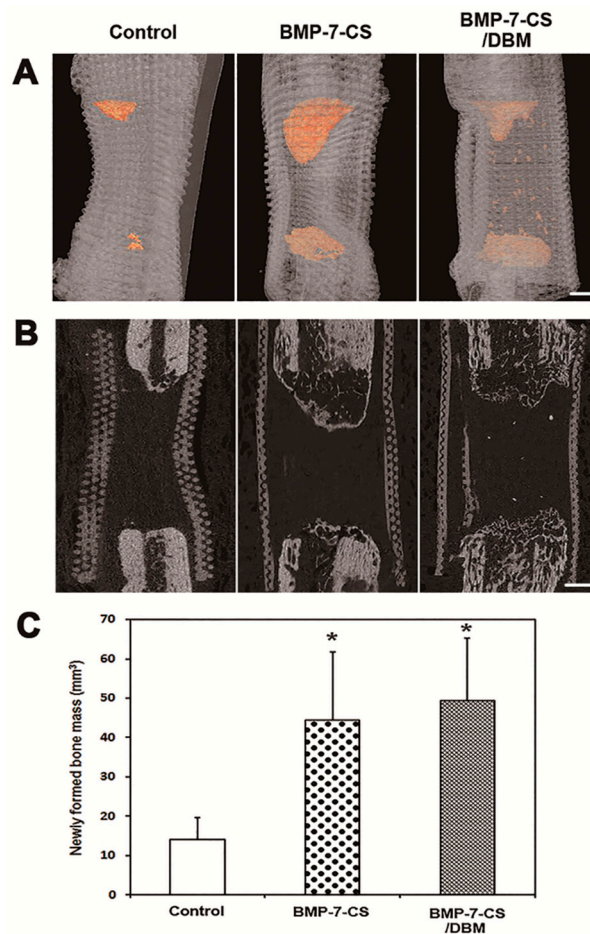 Control
BMP-7-CS
BMP-7-CS
/DBM
A
B
C
Newly formed bone mass (mm³)
70
60
50
40
30
20
10
0
*
*
Control
BMP-7-CS
BMP-7-CS
/DBM